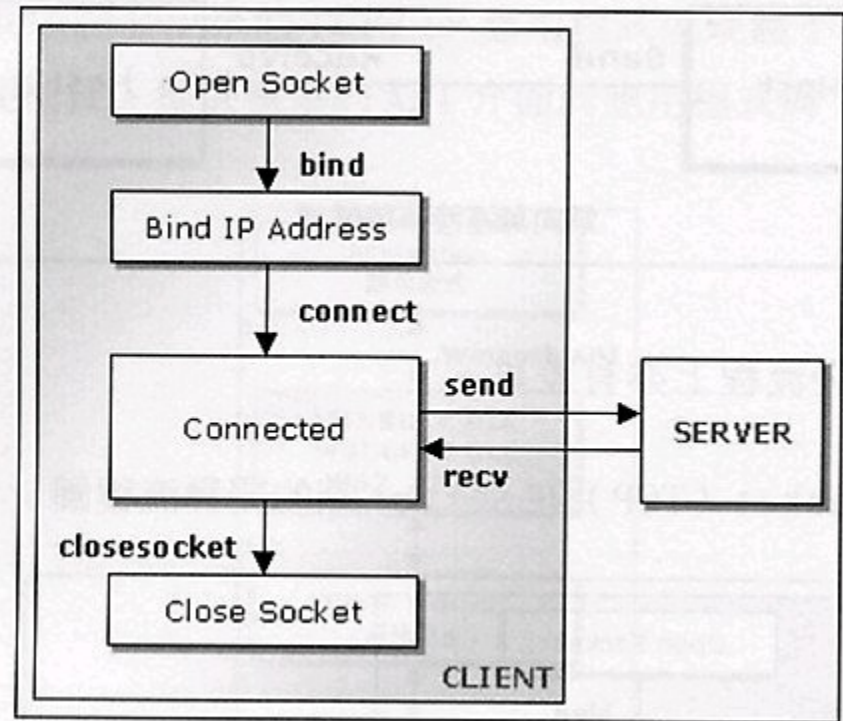 Open Socket
bind
Bind IP Address
connect
Connected
send
recv
SERVER
closesocket
Close Socket
CLIENT